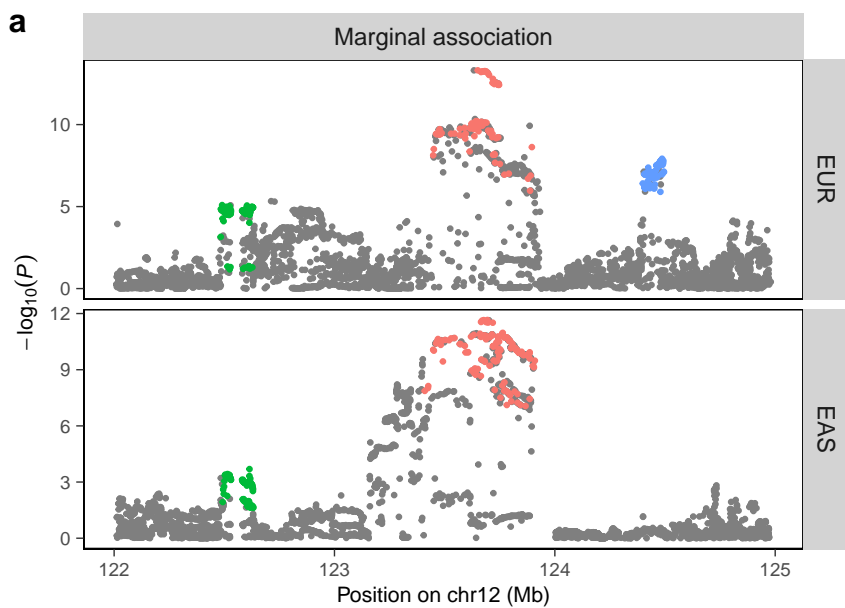 a
Marginal association
−log₁₀(P)
10
5
0
EUR
12
9
6
3
0
EAS
122
123
124
125
Position on chr12 (Mb)